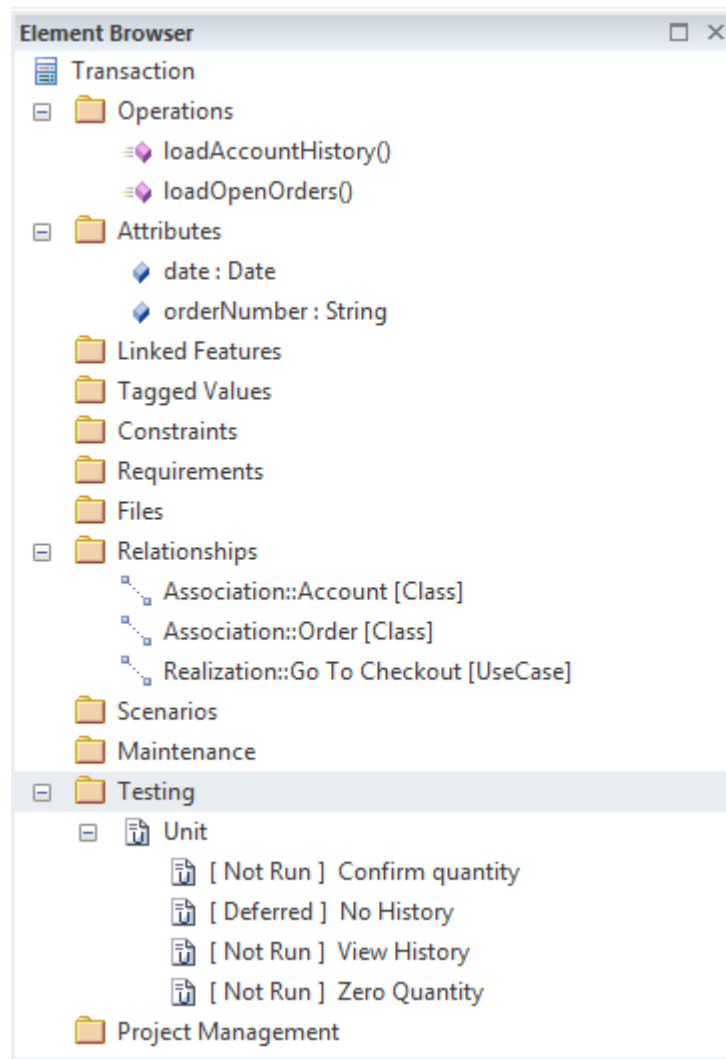 Element Browser
Transaction
Operations
loadAccountHistory()
loadOpenOrders()
Attributes
date : Date
orderNumber : String
Linked Features
Tagged Values
Constraints
Requirements
Files
Relationships
Association::Account [Class]
Association::Order [Class]
Realization::Go To Checkout [UseCase]
Scenarios
Maintenance
Testing
Unit
[ Not Run ] Confirm quantity
[ Deferred ] No History
[ Not Run ] View History
[ Not Run ] Zero Quantity
Project Management